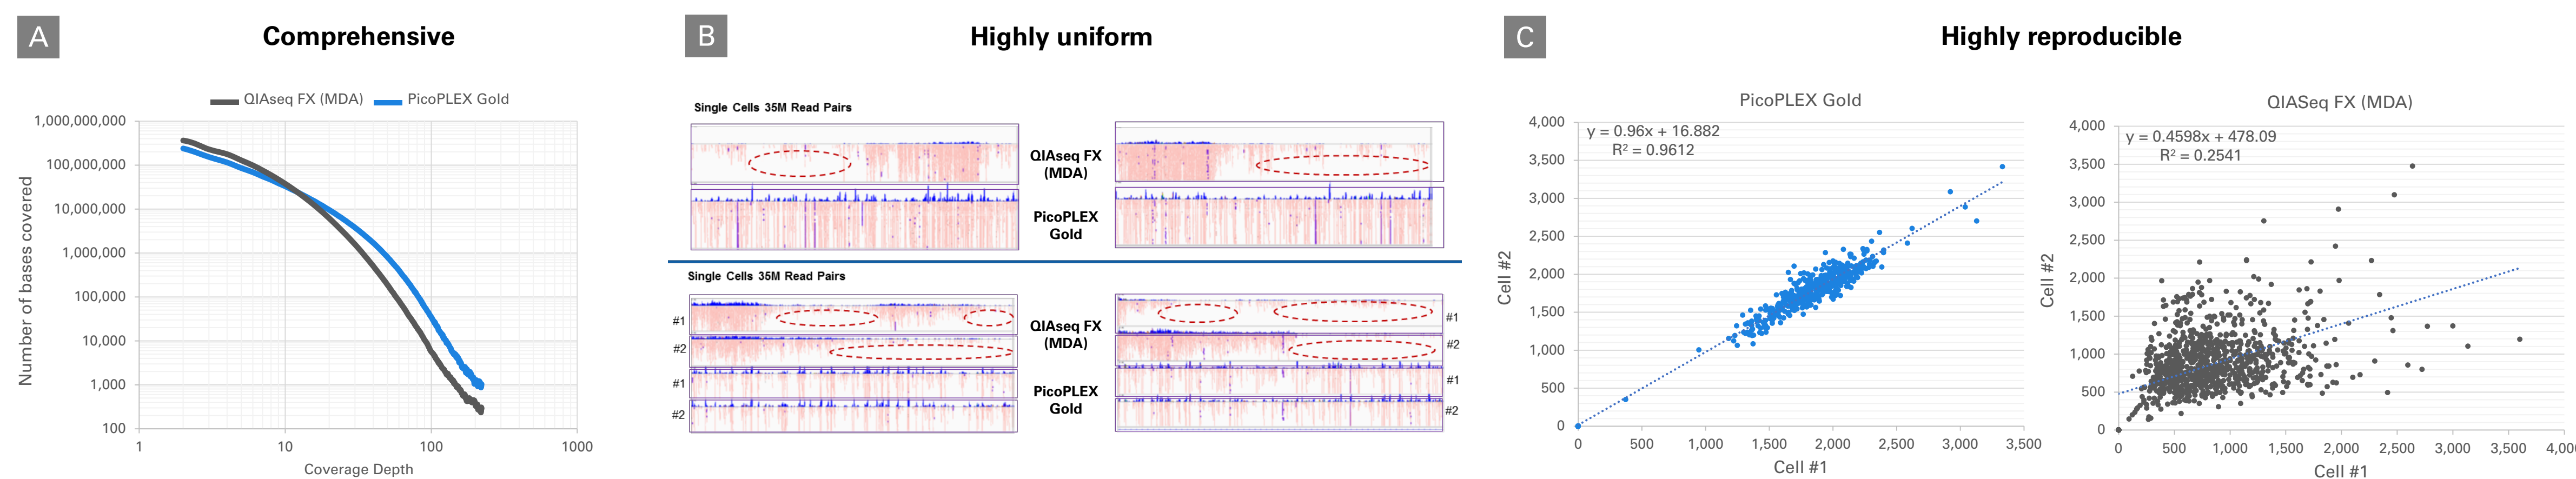 A
Comprehensive
QIAseq FX (MDA)
PicoPLEX Gold
Number of bases covered
1,000,000,000
100,000,000
10,000,000
1,000,000
100,000
10,000
1,000
100
1
10
100
1000
Coverage Depth
B
Highly uniform
Single Cells 35M Read Pairs
QIAseq FX
(MDA)
PicoPLEX
Gold
Single Cells 35M Read Pairs
#1
#2
#1
#2
QIAseq FX
(MDA)
PicoPLEX
Gold
#1
#2
#1
#2
C
Highly reproducible
PicoPLEX Gold
y = 0.96x + 16.882
R² = 0.9612
Cell #2
4,000
3,500
3,000
2,500
2,000
1,500
1,000
500
0
0
500
1,000
1,500
2,000
2,500
3,000
3,500
Cell #1
QIASeq FX (MDA)
y = 0.4598x + 478.09
R² = 0.2541
Cell #2
4,000
3,500
3,000
2,500
2,000
1,500
1,000
500
0
0
500
1,000
1,500
2,000
2,500
3,000
3,500
4,00
Cell #1